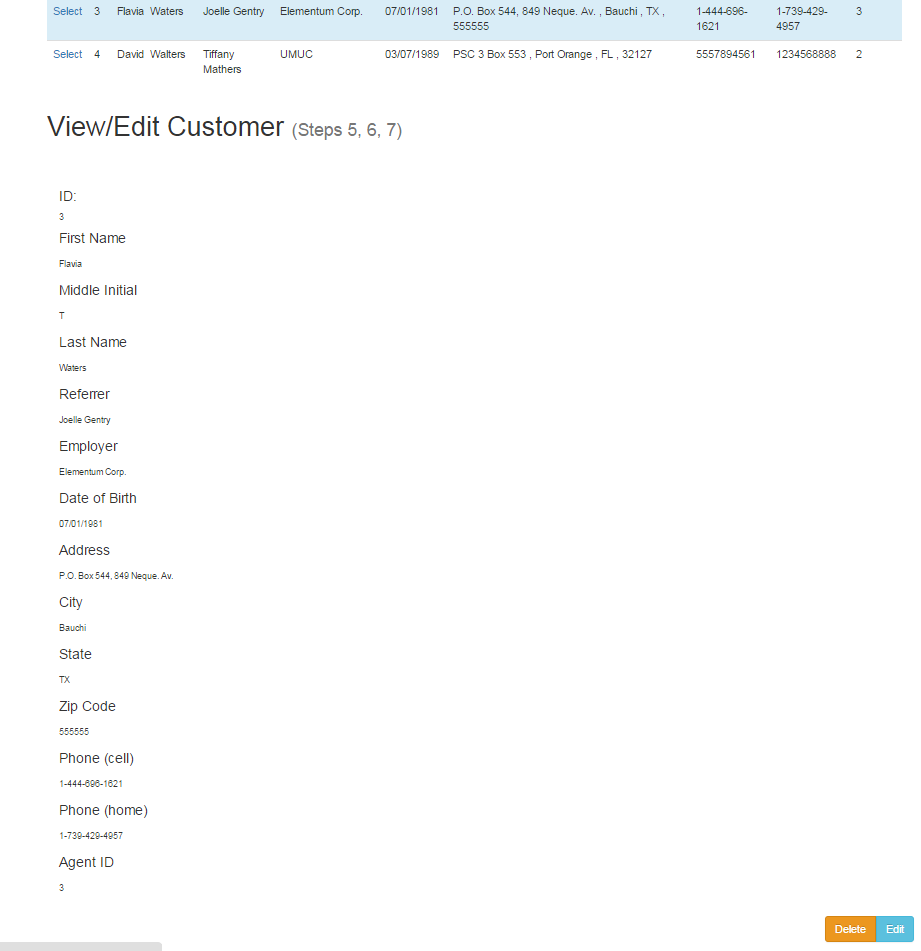 Select 3 Flavia Waters Joelle Gentry Elementum Corp. 07/01/1981 P.O. Box 544, 849 Neque. Av. , Bauchi , TX , 1-444-696- 1-739-429- 3
555555 1621 4957
Select 4 David Walters Tiffany UMUC 03/07/1989 PSC 3 Box 553 , Port Orange , FL , 32127 5557894561 1234568888 2
Mathers
View/Edit Customer (Steps 5, 6, 7)
ID:
3
First Name
Flavia
Middle Initial
T
Last Name
Waters
Referrer
Joelle Gentry
Employer
Elementum Corp.
Date of Birth
07/01/1981
Address
P.O. Box 544, 849 Neque. Av.
City
Bauchi
State
TX
Zip Code
555555
Phone (cell)
1-444-696-1621
Phone (home)
1-739-429-4957
Agent ID
3
Delete Edit